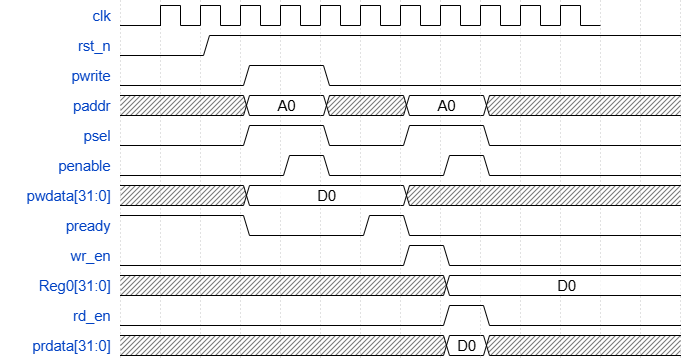 clk
rst_n
pwrite
paddr A0 A0
psel
penable
pwdata[31:0] D0
pready
wr_en
Reg0[31:0] D0
rd_en
prdata[31:0] D0